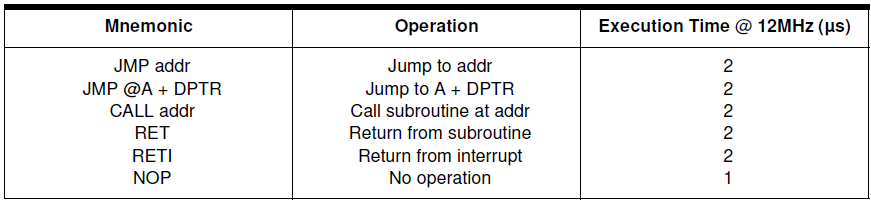 Mnemonic Operation Execution Time @ 12MHz (µs)
JMP addr Jump to addr 2
JMP @A + DPTR Jump to A + DPTR 2
CALL addr Call subroutine at addr 2
RET Return from subroutine 2
RETI Return from interrupt 2
NOP No operation 1